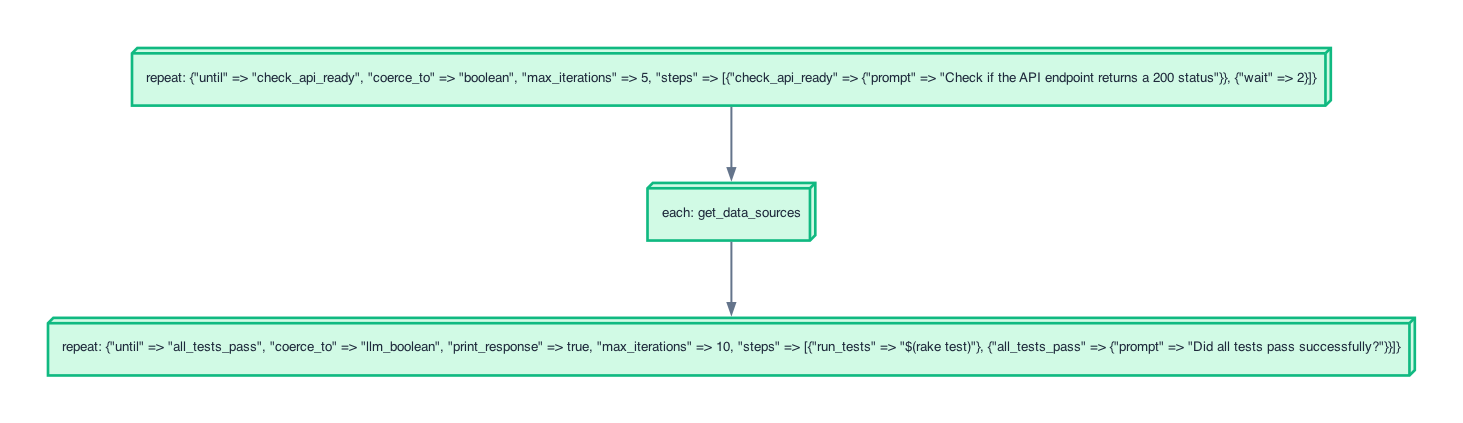 repeat: {"until" => "check_api_ready", "coerce_to" => "boolean", "max_iterations" => 5, "steps" => [{"check_api_ready" => {"prompt" => "Check if the API endpoint returns a 200 status"}}, {"wait" => 2}]}
each: get_data_sources
repeat: {"until" => "all_tests_pass", "coerce_to" => "llm_boolean", "print_response" => true, "max_iterations" => 10, "steps" => [{"run_tests" => "$(rake test)"}, {"all_tests_pass" => {"prompt" => "Did all tests pass successfully?"}}]}